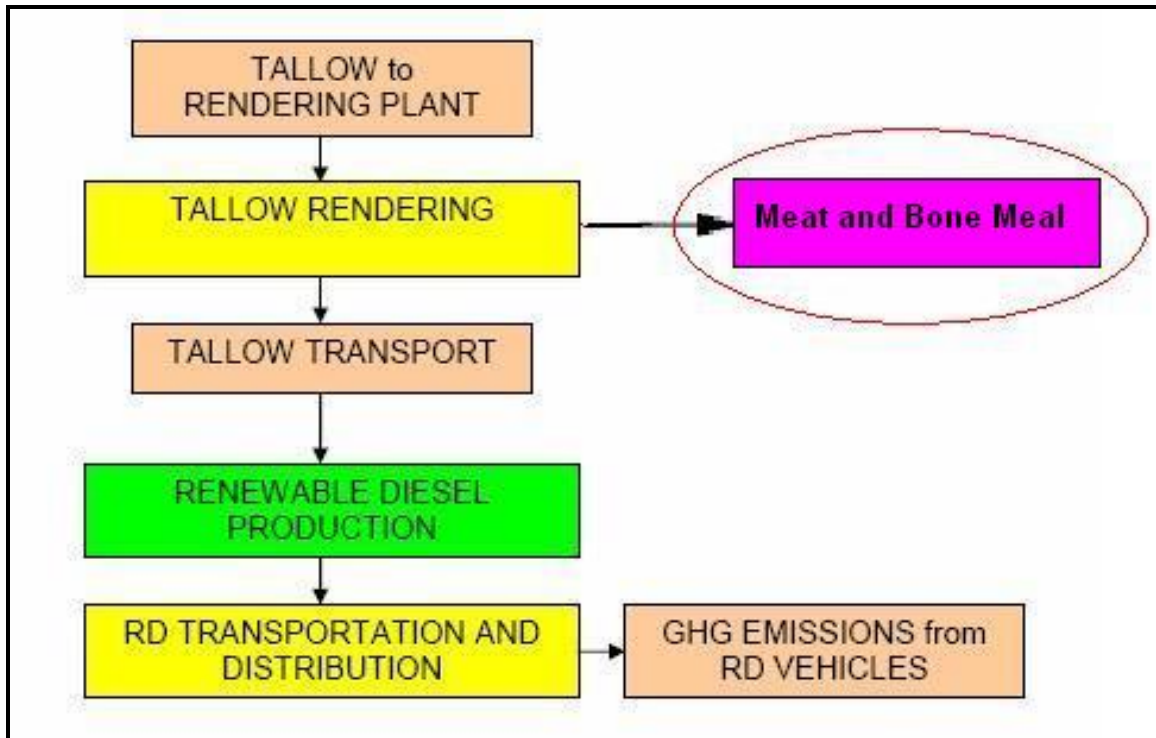 TALLOW to
RENDERING PLANT
TALLOW RENDERING
Meat and Bone Meal
TALLOW TRANSPORT
RENEWABLE DIESEL
PRODUCTION
RD TRANSPORTATION AND
DISTRIBUTION
GHG EMISSIONS from
RD VEHICLES